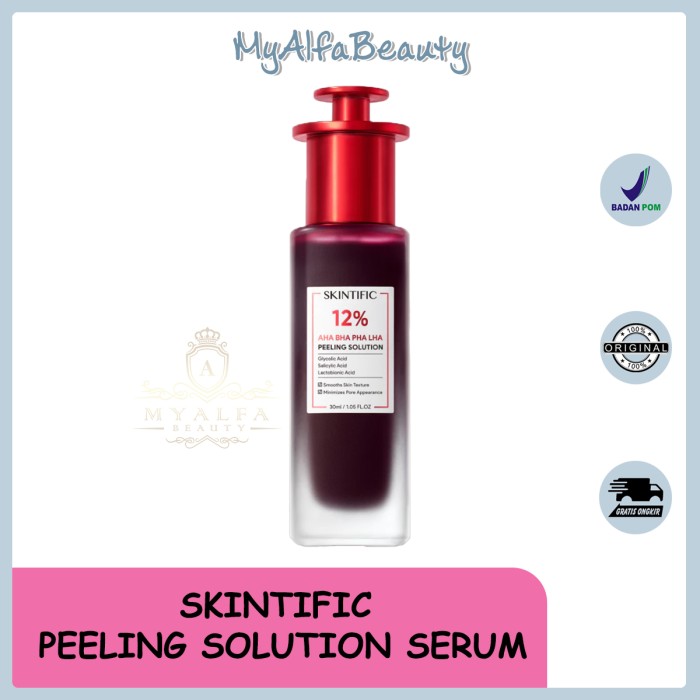 MyAlfaBeauty
BADAN POM
SKINTIFIC
12%
AHA BHA PHA LHA
PEELING SOLUTION
Glycolic Acid
Salicylic Acid
Lactobionic Acid
Smooths Skin Texture
Minimizes Pore Appearance
30ml / 1.05 FL.OZ
100%
ORIGINAL
100%
A
MYALFA
BEAUTY
GRATIS ONGKIR
SKINTIFIC
PEELING SOLUTION SERUM